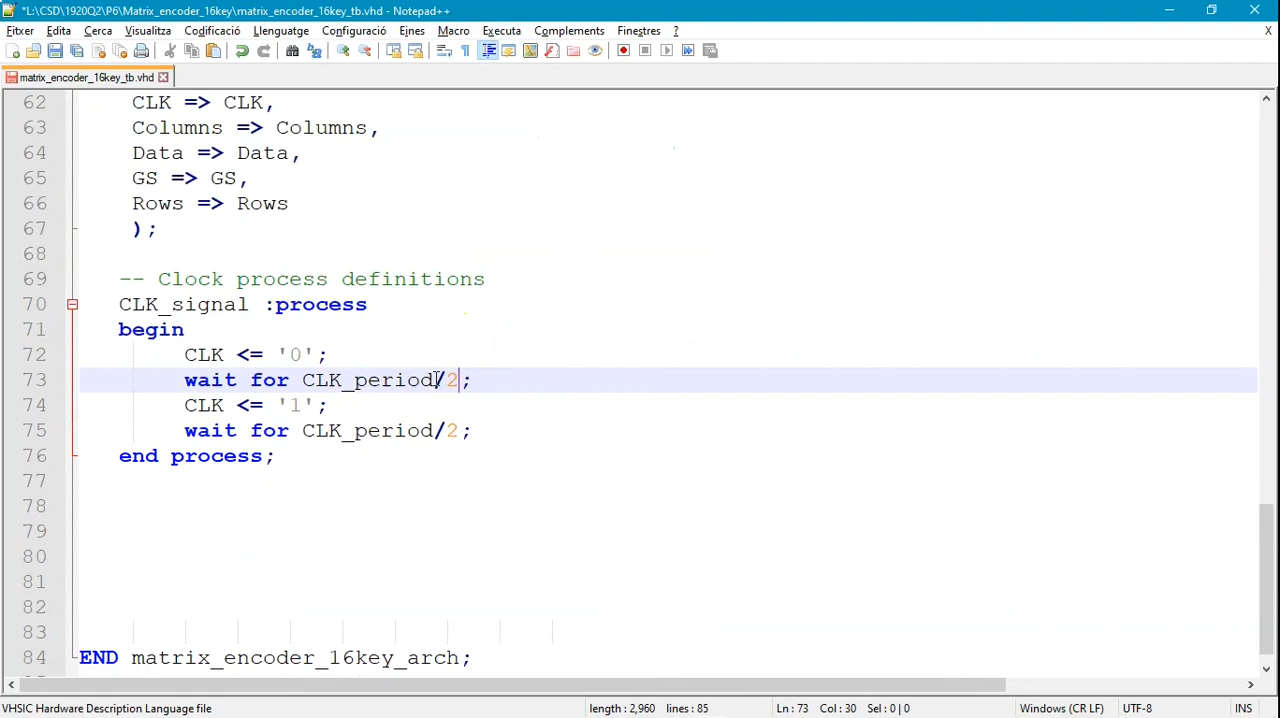 *L:\CSD\1920Q2\P6\Matrix_encoder_16key\matrix_encoder_16key_tb.vhd - Notepad++
Fitxer Edita Cerca Visualitza Codificació Llenguatge Configuració Eines Macro Executa Complements Finestres ? X
matrix_encoder_16key_tb.vhd
62 CLK => CLK,
63 Columns => Columns,
64 Data => Data,
65 GS => GS,
66 Rows => Rows
67 );
68
69 -- Clock process definitions
70 CLK_signal :process
71 begin
72 CLK <= '0';
73 wait for CLK_period/2;
74 CLK <= '1';
75 wait for CLK_period/2;
76 end process;
77
78
79
80
81
82
83
84 END matrix_encoder_16key_arch;
VHSIC Hardware Description Language file length : 2,960 lines : 85 Ln : 73 Col : 30 Sel : 0 | 0 Windows (CR LF) UTF-8 INS